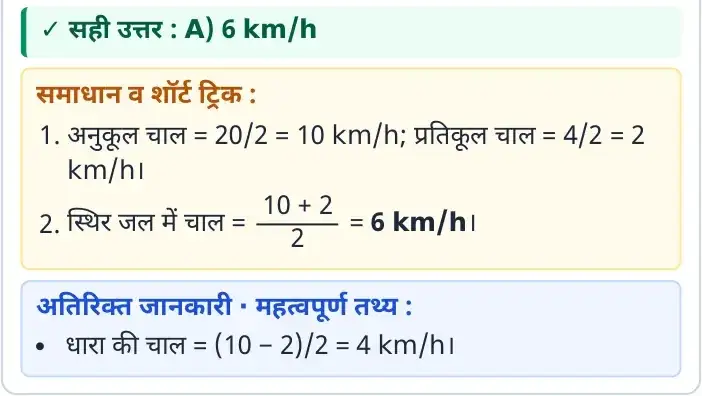 ✓ सही उत्तर : A) 6 km/h
समाधान व शॉर्ट ट्रिक :
1. अनुकूल चाल = 20/2 = 10 km/h; प्रतिकूल चाल = 4/2 = 2
km/h।
2. स्थिर जल में चाल = \frac{10 + 2}{2} = 6 km/h।
अतिरिक्त जानकारी · महत्वपूर्ण तथ्य :
• धारा की चाल = (10 − 2)/2 = 4 km/h।